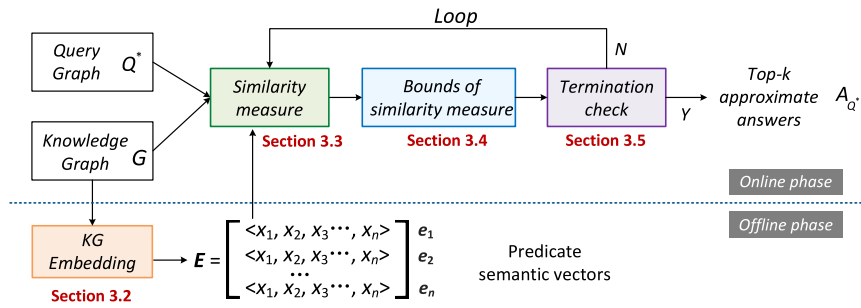 Loop
N
Query
Graph Q*
Knowledge
Graph G
Similarity
measure
Section 3.3
Bounds of
similarity measure
Section 3.4
Termination
check
Section 3.5
Y
Top-k
approximate
answers
A_Q*
Online phase
Offline phase
KG
Embedding
Section 3.2
E =
<x₁, x₂, x₃⋯, xₙ> e₁
<x₁, x₂, x₃⋯, xₙ> e₂
⋯
<x₁, x₂, x₃⋯, xₙ> eₙ
Predicate
semantic vectors